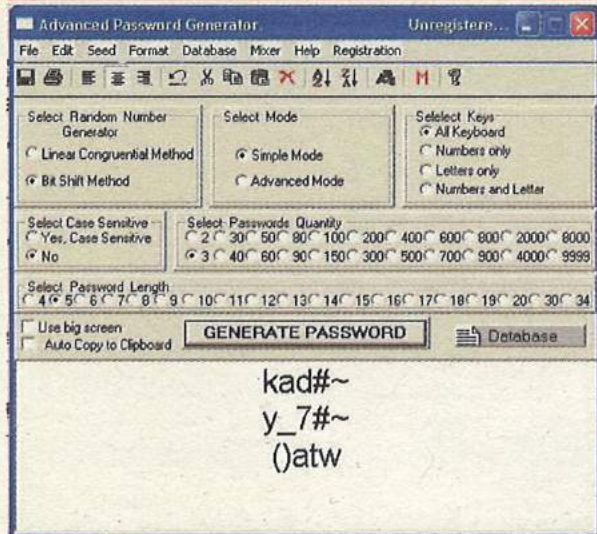 Advanced Password Generator. Unregistere...
File Edit Seed Format Database Mixer Help Registration
Select Random Number
Generator
Linear Congruential Method
Bit Shift Method
Select Mode
Simple Mode
Advanced Mode
Selelect Keys
All Keyboard
Numbers only
Letters only
Numbers and Letter
Select Case Sensitive
Yes, Case Sensitive
No
Select Passwords Quantity
2 30 50 80 100 200 400 600 800 2000 8000
3 40 60 90 150 300 500 700 900 4000 9999
Select Password Length
4 5 6 7 8 9 10 11 12 13 14 15 16 17 18 19 20 30 34
Use big screen
Auto Copy to Clipboard
GENERATE PASSWORD
Database
kad#~
y_7#~
()atw